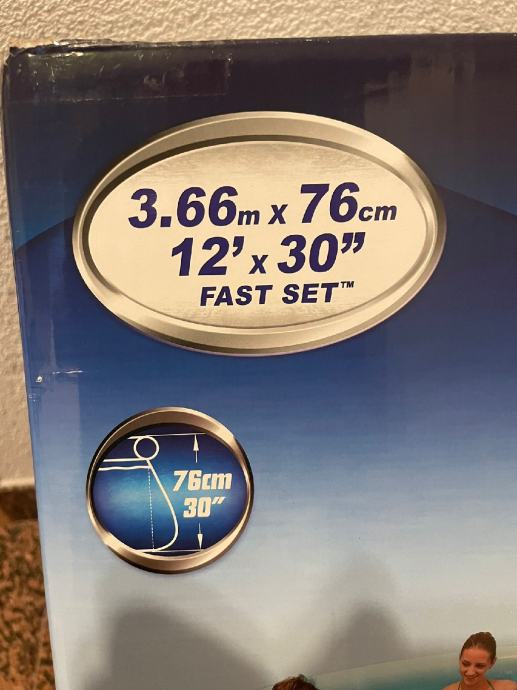 3.66m x 76cm
12’ x 30”
FAST SET™
76cm
30”